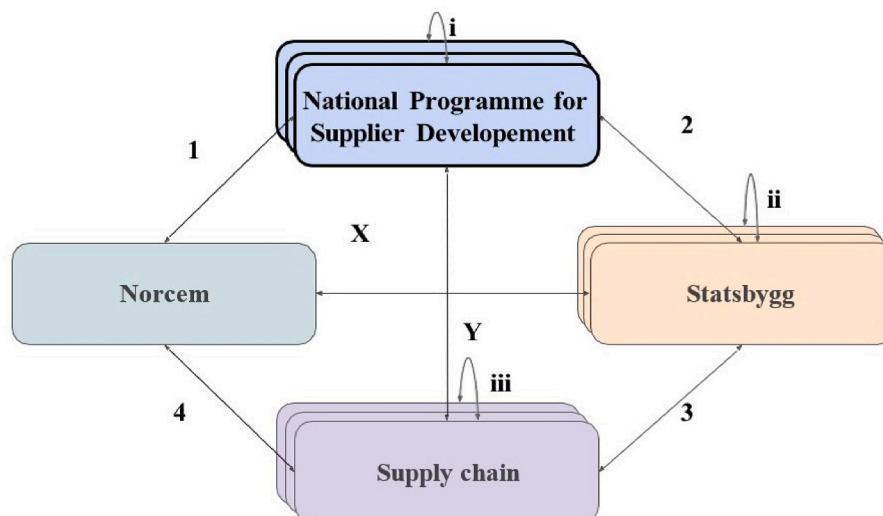 i
National Programme for
Supplier Developement
1
2
ii
X
Norcem
Statsbygg
Y
iii
4
3
Supply chain